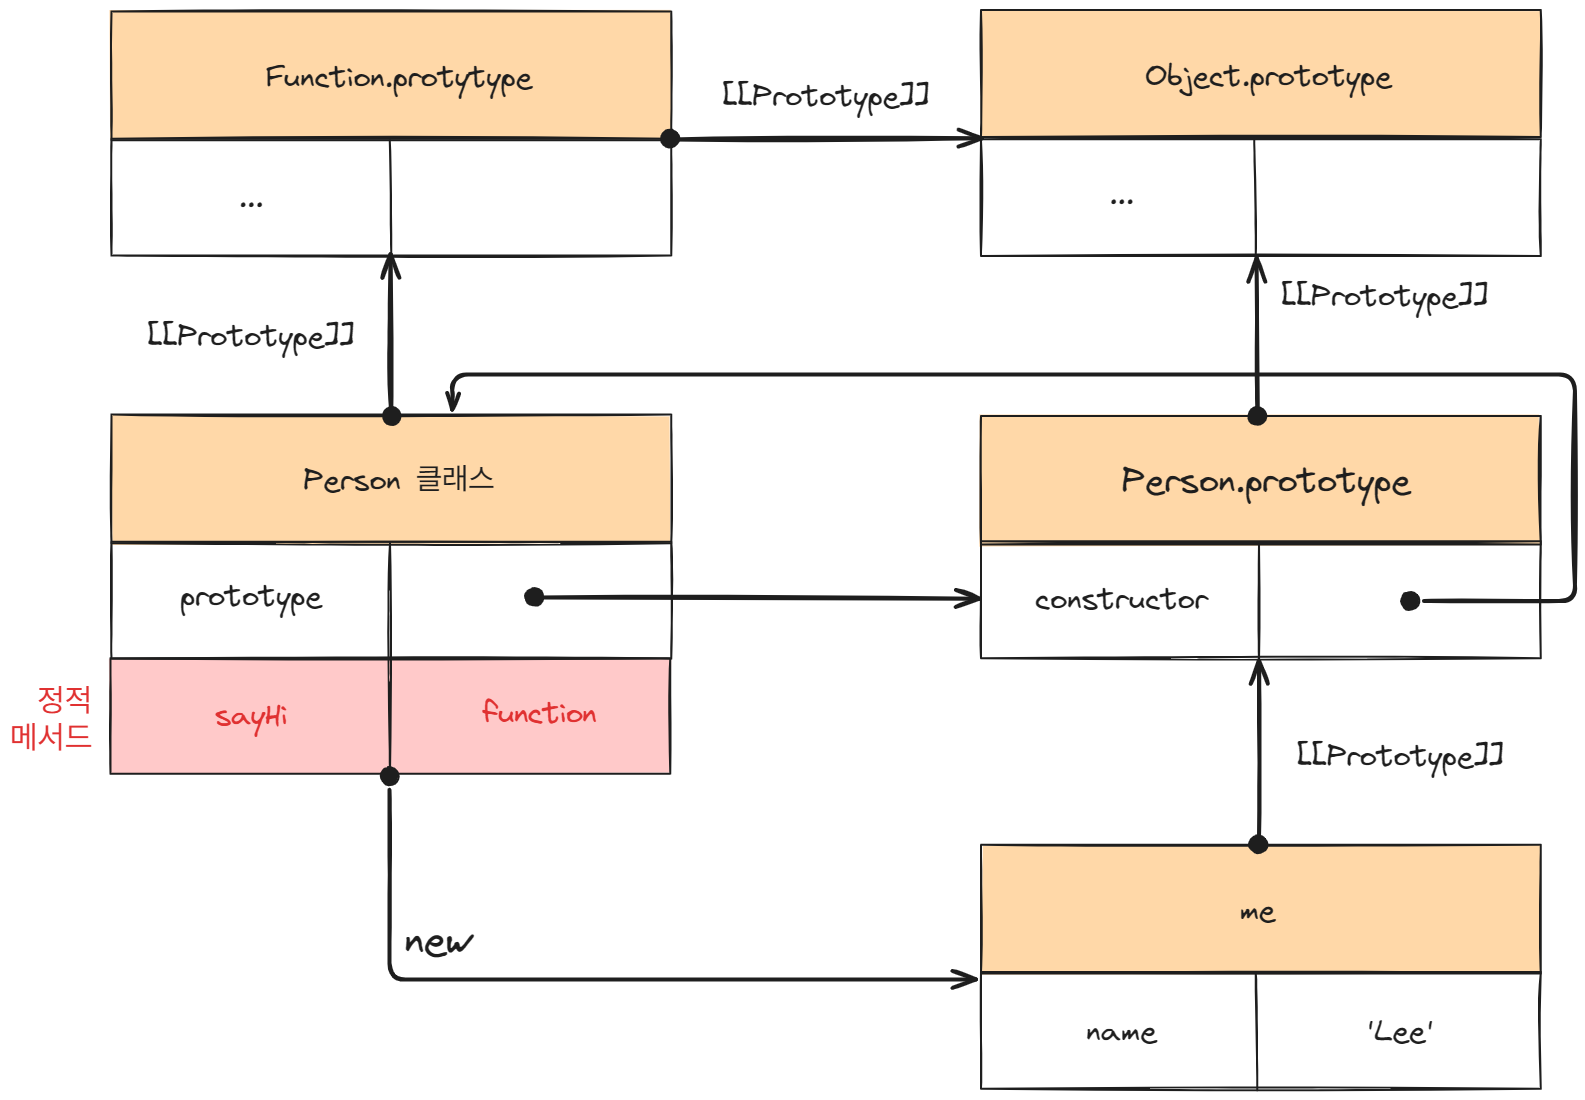 Function.protytype
[[Prototype]]
Object.prototype
...
...
[[Prototype]]
[[Prototype]]
Person 클래스
Person.prototype
prototype
constructor
정적
메서드
sayHi
function
[[Prototype]]
new
me
name
'Lee'